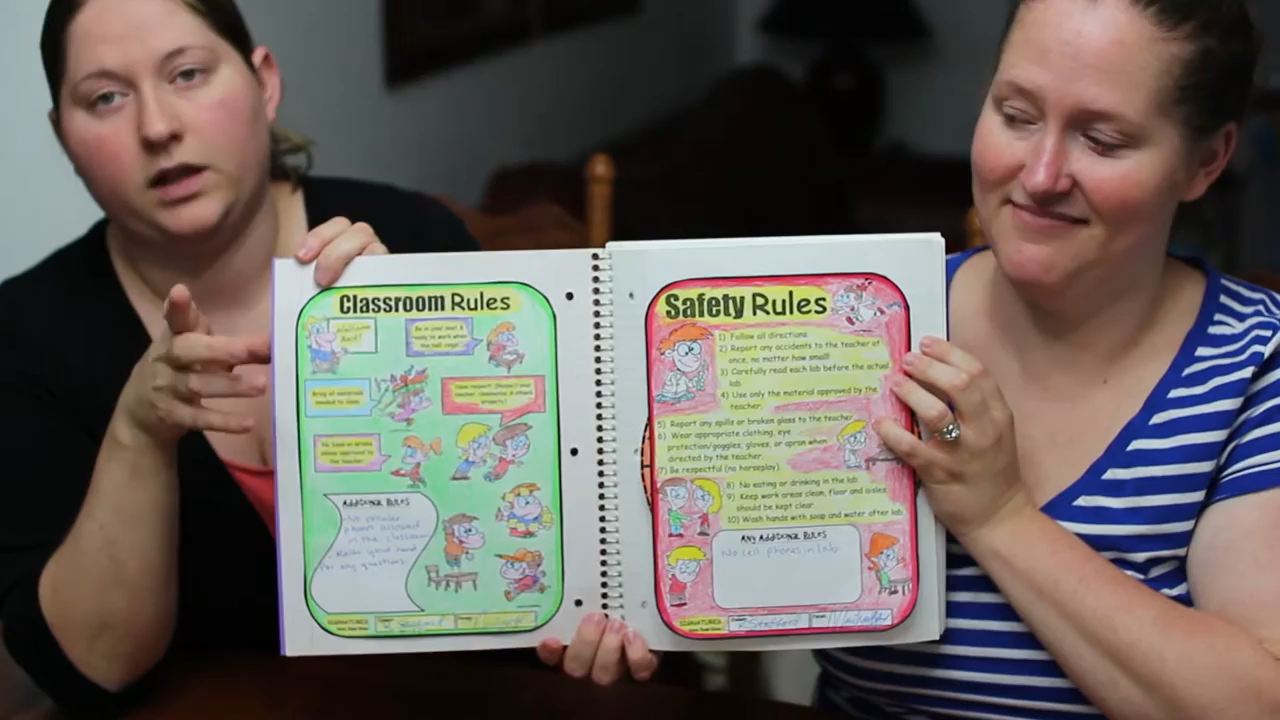 Classroom Rules
Welcome
Back!
Be in your seat &
ready to work when
the bell rings!
Bring all materials
needed to class.
Have respect! Respect your
teacher, classmates, & others
property!
No food or drinks
unless approved by
the teacher.
Additional Rules
-No cellular
phones allowed
in the classroom
-Raise your hand
for any questions.
SIGNATURES
Safety Rules
1) Follow all directions.
2) Report any accidents to the teacher at
once, no matter how small!
3) Carefully read each lab before the actual
lab.
4) Use only the material approved by the
teacher.
5) Report any spills or broken glass to the teacher
6) Wear appropriate clothing, eye
protection/goggles, gloves, or apron when
directed by the teacher.
7) Be respectful (no horseplay).
8) No eating or drinking in the lab.
9) Keep work areas clean, floor and aisles
should be kept clear.
10) Wash hands with soap and water after lab.
Any Additional Rules
No cell phones in lab.
SIGNATURES